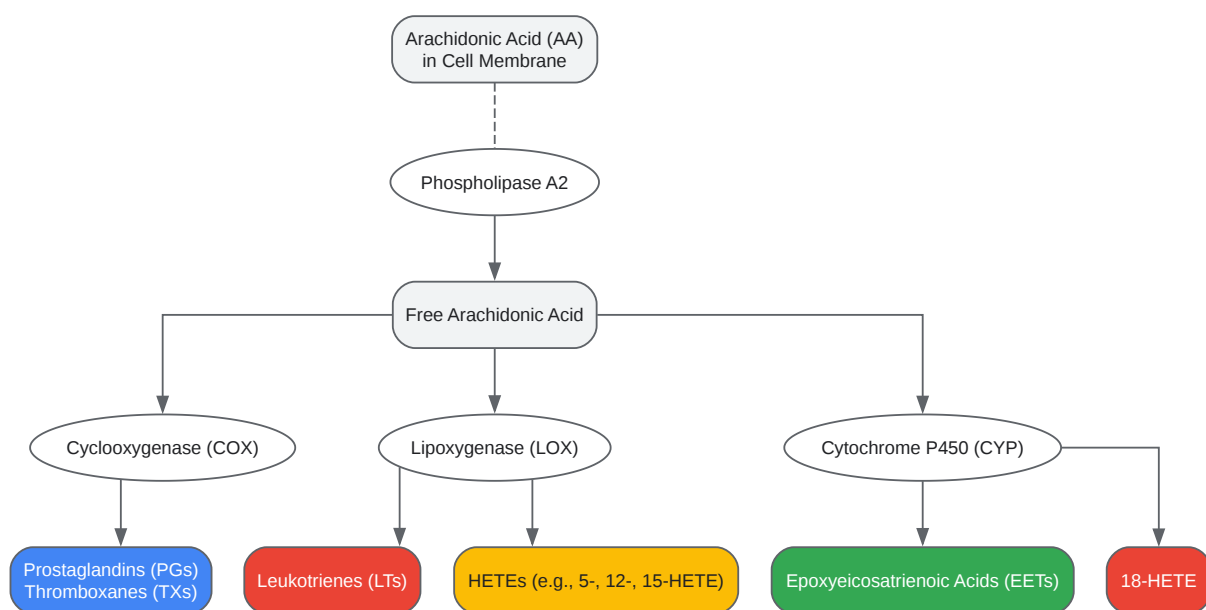 Arachidonic Acid (AA)
in Cell Membrane
Phospholipase A2
Free Arachidonic Acid
Cyclooxygenase (COX)
Lipoxygenase (LOX)
Cytochrome P450 (CYP)
Prostaglandins (PGs)
Thromboxanes (TXs)
Leukotrienes (LTs)
HETEs (e.g., 5-, 12-, 15-HETE)
Epoxyeicosatrienoic Acids (EETs)
18-HETE